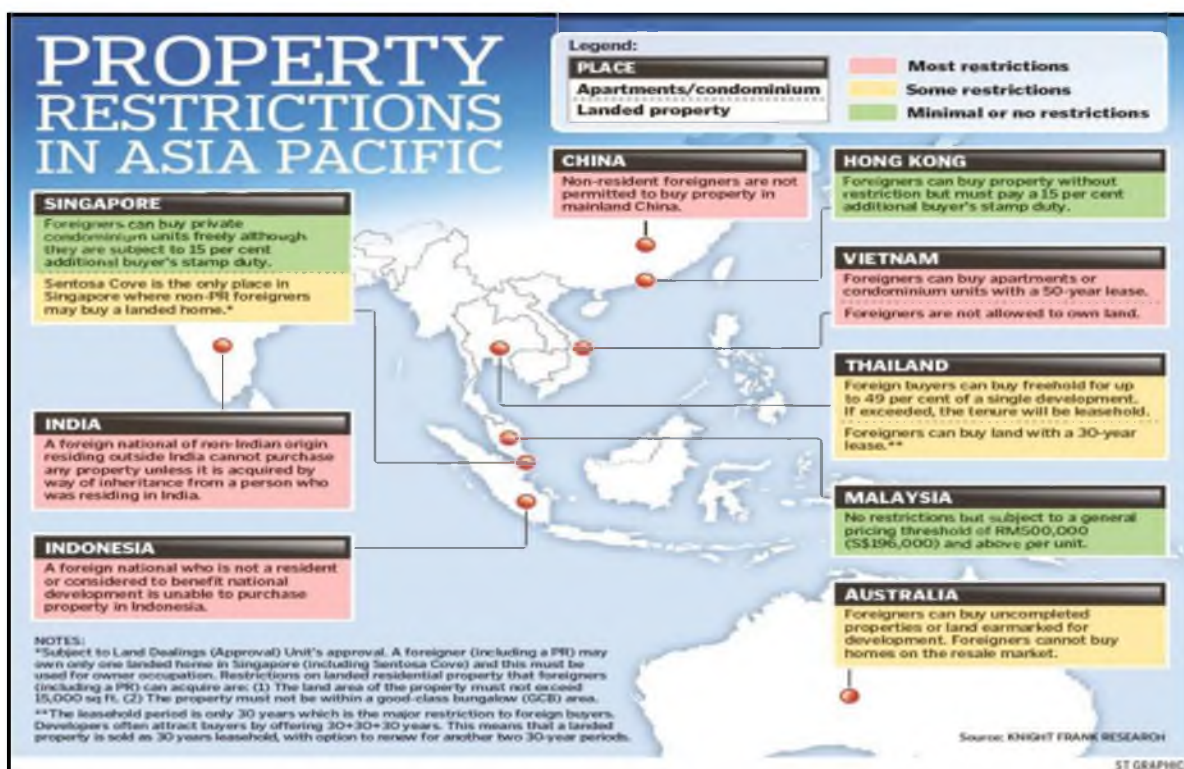 PROPERTY
RESTRICTIONS
IN ASIA PACIFIC
Legend:
PLACE
Apartments/condominium
Landed property
Most restrictions
Some restrictions
Minimal or no restrictions
SINGAPORE
Foreigners can buy private
condominium units freely although
they are subject to 15 per cent
additional buyer's stamp duty.
Sentosa Cove is the only place in
Singapore where non-PR foreigners
may buy a landed home.*
CHINA
Non-resident foreigners are not
permitted to buy property in
mainland China.
HONG KONG
Foreigners can buy property without
restriction but must pay a 15 per cent
additional buyer's stamp duty.
VIETNAM
Foreigners can buy apartments or
condominium units with a 50-year lease.
Foreigners are not allowed to own land.
THAILAND
Foreign buyers can buy freehold for up
to 49 per cent of a single development.
If exceeded, the tenure will be leasehold.
Foreigners can buy land with a 30-year
lease.**
INDIA
A foreign national of non-Indian origin
residing outside India cannot purchase
any property unless it is acquired by
way of inheritance from a person who
was residing in India.
MALAYSIA
No restrictions but subject to a general
pricing threshold of RM500,000
(S$196,000) and above per unit.
INDONESIA
A foreign national who is not a resident
or considered to benefit national
development is unable to purchase
property in Indonesia.
AUSTRALIA
Foreigners can buy uncompleted
properties or land earmarked for
development. Foreigners cannot buy
homes on the resale market.
NOTES:
*Subject to Land Dealings (Approval) Unit's approval. A foreigner (including a PR) may
own only one landed home in Singapore (including Sentosa Cove) and this must be
used for owner occupation. Restrictions on landed residential property that foreigners
(including a PR) can acquire are: (1) The land area of the property must not exceed
15,000 sq ft. (2) The property must not be within a good-class bungalow (GCB) area.
**The leasehold period is only 30 years which is the major restriction to foreign buyers.
Developers often attract buyers by offering 30+30+30 years. This means that a landed
property is sold as 30 years leasehold, with option to renew for another two 30-year periods.
Source: KNIGHT FRANK RESEARCH
ST GRAPHIC